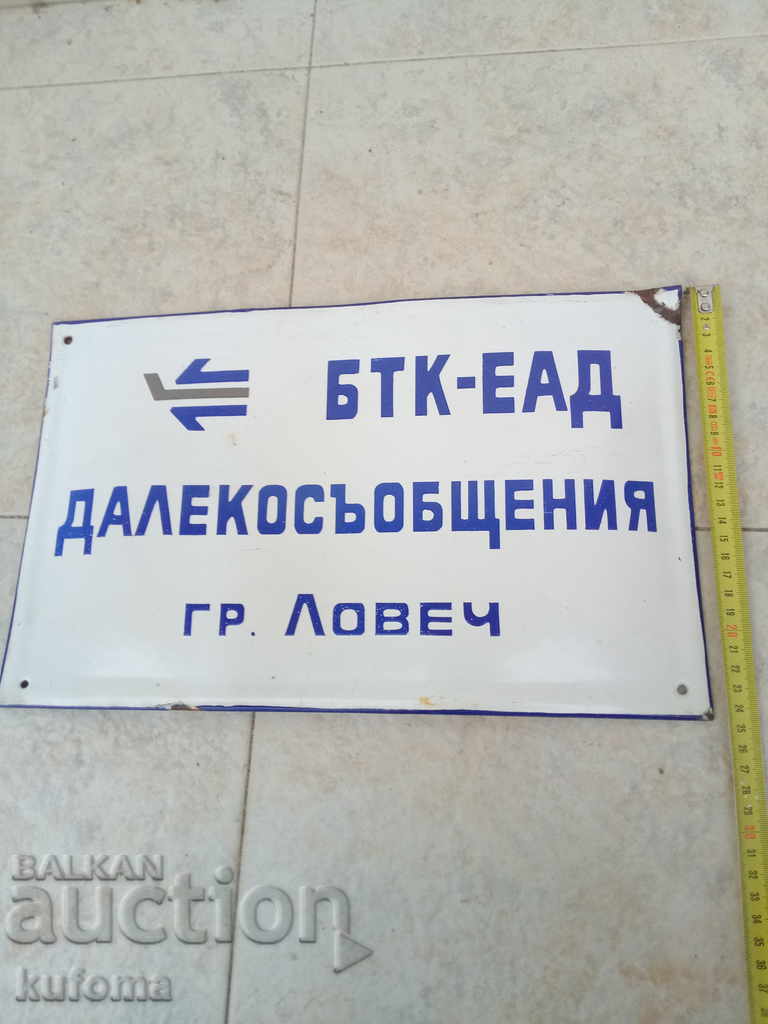 БТК-ЕАД
ДАЛЕКОСЪОБЩЕНИЯ
ГР. ЛОВЕЧ
BALKAN
auction
kufoma